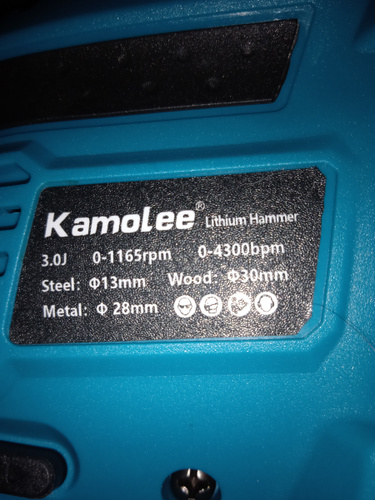 Kamolee® Lithium Hammer
3.0J 0-1165rpm 0-4300bpm
Steel: Φ13mm Wood: Φ30mm
Metal: Φ 28mm